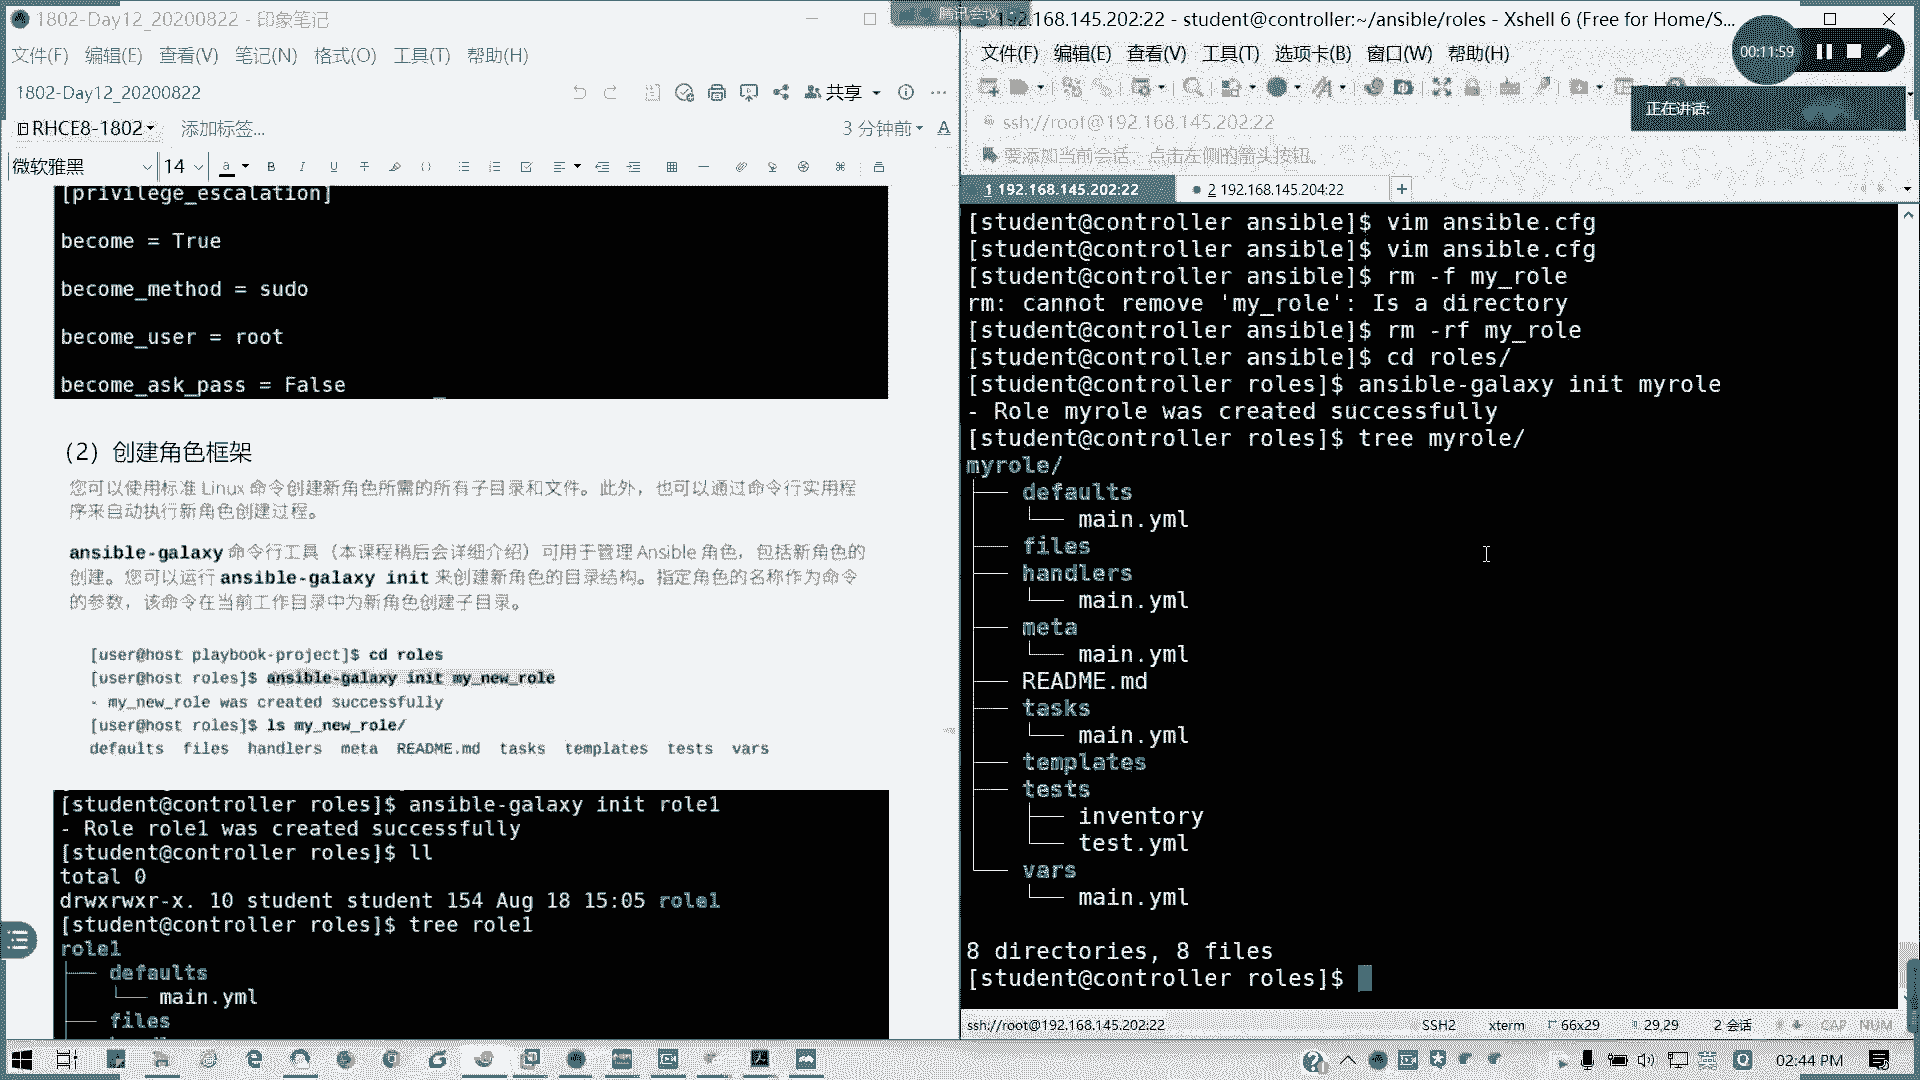 1802-Day12_20200822 - 印象笔记
文件(F) 编辑(E) 查看(V) 笔记(N) 格式(O) 工具(T) 帮助(H)
1802-Day12_20200822
共享
RHCE8-1802
添加标签...
3 分钟前
微软雅黑
14
[privilege_escalation]
become = True
become_method = sudo
become_user = root
become_ask_pass = False
（2）创建角色框架
您可以使用标准 Linux 命令创建新角色所需的所有子目录和文件。此外，也可以通过命令行实用程
序来自动执行新角色创建过程。
ansible-galaxy 命令行工具（本课程稍后会详细介绍）可用于管理 Ansible 角色，包括新角色的
创建。您可以运行 ansible-galaxy init 来创建新角色的目录结构。指定角色的名称作为命令
的参数，该命令在当前工作目录中为新角色创建子目录。
[user@host playbook-project]$ cd roles
[user@host roles]$ ansible-galaxy init my_new_role
- my_new_role was created successfully
[user@host roles]$ ls my_new_role/
defaults files handlers meta README.md tasks templates tests vars
[student@controller roles]$ ansible-galaxy init role1
- Role role1 was created successfully
[student@controller roles]$ ll
total 0
drwxrwxr-x. 10 student student 154 Aug 18 15:05 role1
[student@controller roles]$ tree role1
role1
├── defaults
│   └── main.yml
├── files
腾讯会议
192.168.145.202:22 - student@controller:~/ansible/roles - Xshell 6 (Free for Home/S...
文件(F) 编辑(E) 查看(V) 工具(T) 选项卡(B) 窗口(W) 帮助(H)
00:11:59
正在讲话:
ssh://root@192.168.145.202:22
要添加当前会话，点击左侧的箭头按钮。
1 192.168.145.202:22
2 192.168.145.204:22
[student@controller ansible]$ vim ansible.cfg
[student@controller ansible]$ vim ansible.cfg
[student@controller ansible]$ rm -f my_role
rm: cannot remove 'my_role': Is a directory
[student@controller ansible]$ rm -rf my_role
[student@controller ansible]$ cd roles/
[student@controller roles]$ ansible-galaxy init myrole
- Role myrole was created successfully
[student@controller roles]$ tree myrole/
myrole/
├── defaults
│   └── main.yml
├── files
├── handlers
│   └── main.yml
├── meta
│   └── main.yml
├── README.md
├── tasks
│   └── main.yml
├── templates
├── tests
│   ├── inventory
│   └── test.yml
└── vars
    └── main.yml
8 directories, 8 files
[student@controller roles]$
ssh://root@192.168.145.202:22
SSH2
xterm
66x29
29,29
2 会话
CAP NUM
英
02:44 PM